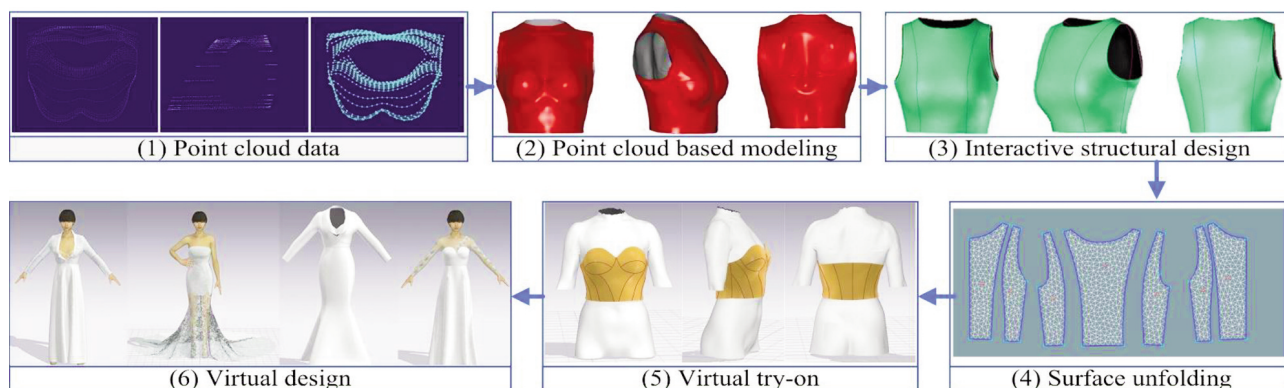 (1) Point cloud data
(2) Point cloud based modeling
(3) Interactive structural design
(4) Surface unfolding
(5) Virtual try-on
(6) Virtual design